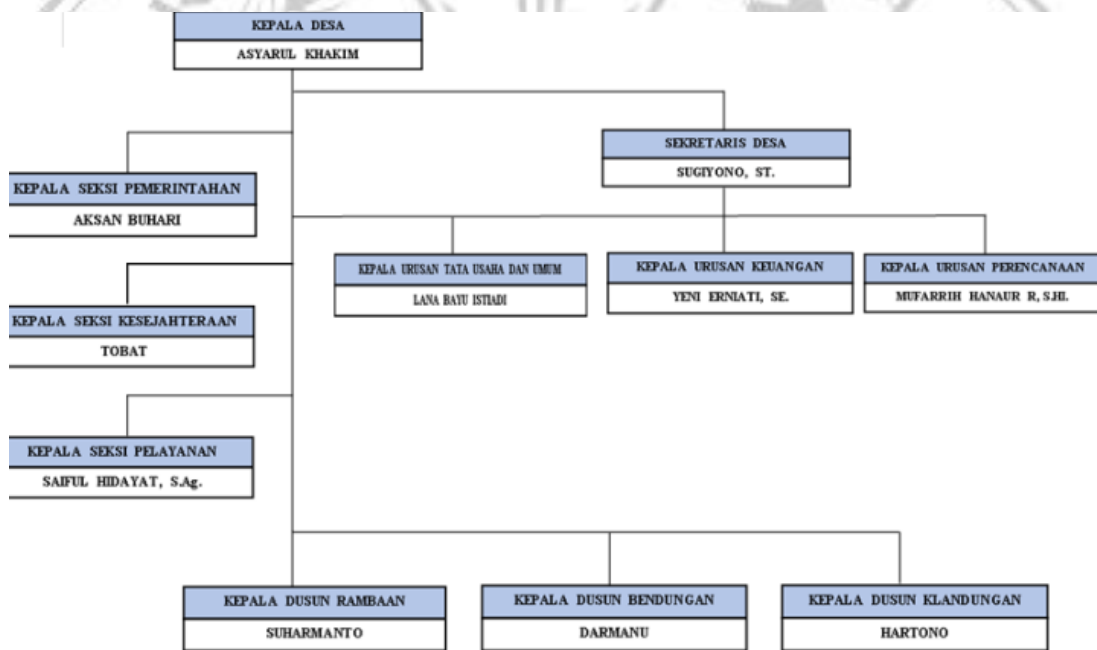 KEPALA DESA
ASYARUL KHAKIM
SEKRETARIS DESA
SUGIYONO, ST.
KEPALA SEKSI PEMERINTAHAN
AKSAN BUHARI
KEPALA URUSAN TATA USAHA DAN UMUM
LANA BAYU ISTIADI
KEPALA URUSAN KEUANGAN
YENI ERNIATI, SE.
KEPALA URUSAN PERENCANAAN
MUFARRIH HANAUR R, S.HI.
KEPALA SEKSI KESEJAHTERAAN
TOBAT
KEPALA SEKSI PELAYANAN
SAIFUL HIDAYAT, S.Ag.
KEPALA DUSUN RAMBAAN
SUHARMANTO
KEPALA DUSUN BENDUNGAN
DARMANU
KEPALA DUSUN KLANDUNGAN
HARTONO